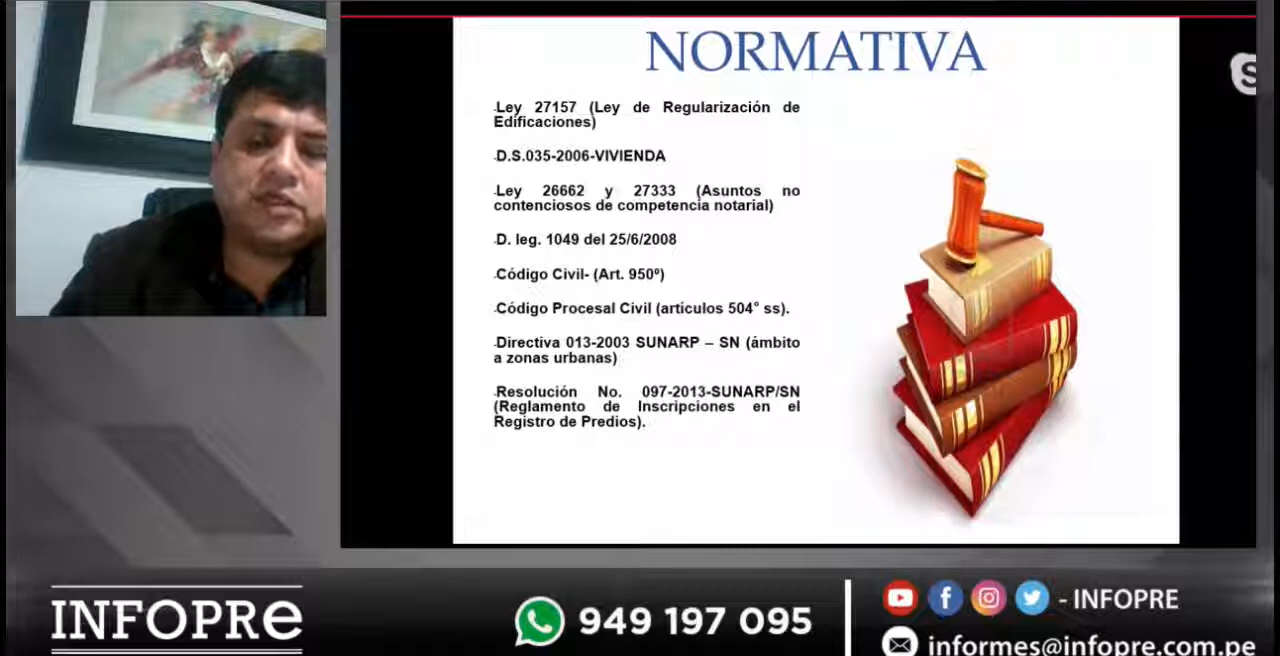 NORMATIVA
-Ley 27157 (Ley de Regularización de
Edificaciones)
-D.S.035-2006-VIVIENDA
-Ley 26662 y 27333 (Asuntos no
contenciosos de competencia notarial)
-D. leg. 1049 del 25/6/2008
-Código Civil- (Art. 950º)
-Código Procesal Civil (artículos 504° ss).
-Directiva 013-2003 SUNARP – SN (ámbito
a zonas urbanas)
-Resolución No. 097-2013-SUNARP/SN
(Reglamento de Inscripciones en el
Registro de Predios).
S
INFOPRe
949 197 095
- INFOPRE
informes@infopre.com.pe